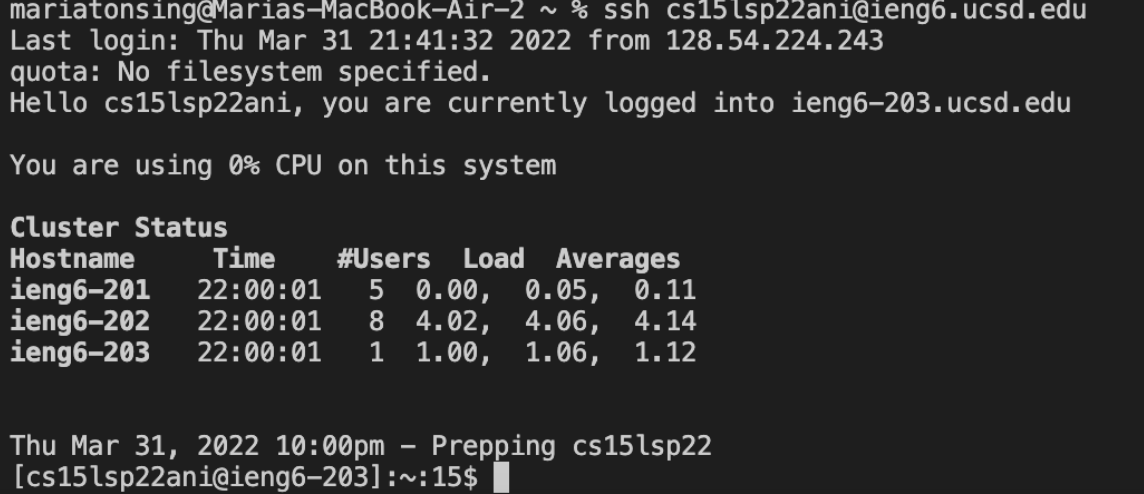 mariatonsing@Marias-MacBook-Air-2 ~ % ssh cs15lsp22ani@ieng6.ucsd.edu
Last login: Thu Mar 31 21:41:32 2022 from 128.54.224.243
quota: No filesystem specified.
Hello cs15lsp22ani, you are currently logged into ieng6-203.ucsd.edu
You are using 0% CPU on this system
Cluster Status
Hostname     Time    #Users  Load  Averages
ieng6-201   22:00:01   5  0.00,  0.05,  0.11
ieng6-202   22:00:01   8  4.02,  4.06,  4.14
ieng6-203   22:00:01   1  1.00,  1.06,  1.12
Thu Mar 31, 2022 10:00pm - Prepping cs15lsp22
[cs15lsp22ani@ieng6-203]:~:15$